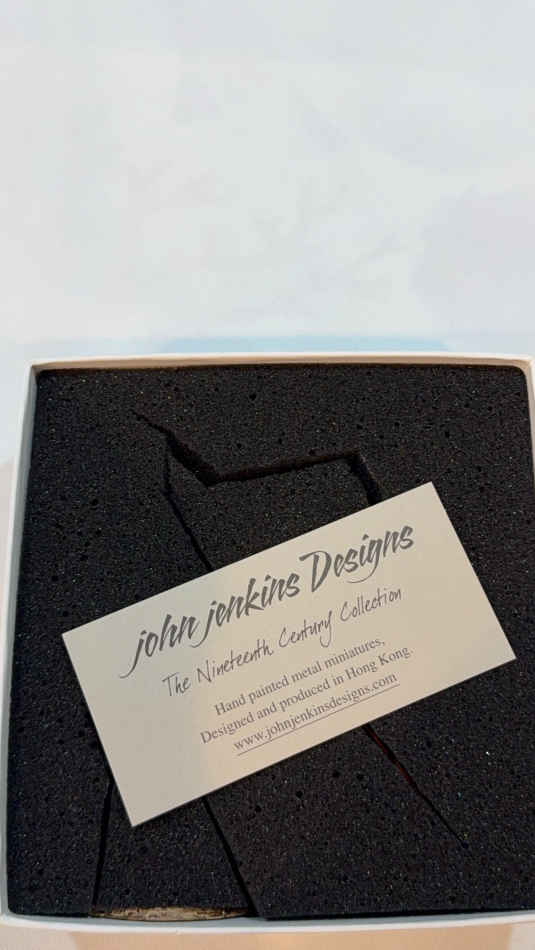 john jenkins Designs
The Nineteenth Century Collection
Hand painted metal miniatures,
Designed and produced in Hong Kong.
www.johnjenkinsdesigns.com